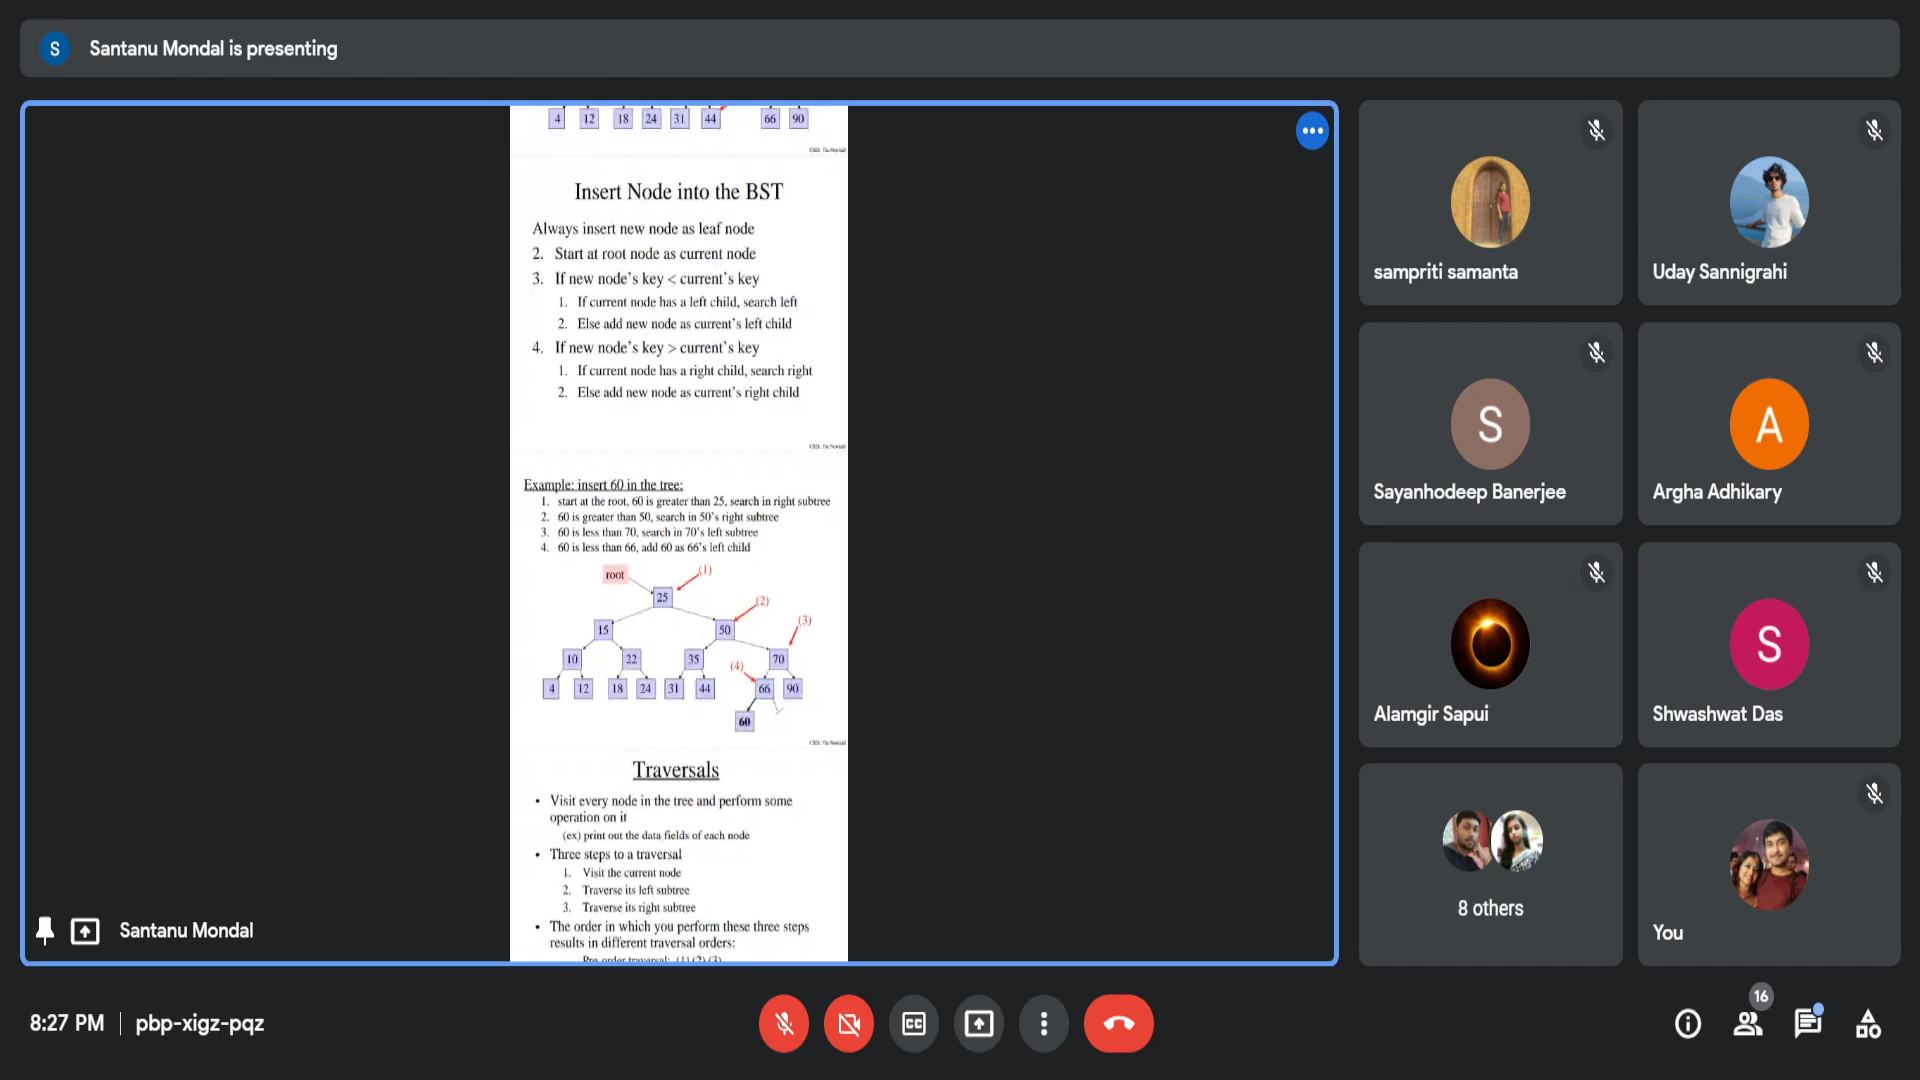 S Santanu Mondal is presenting
4 12 18 24 31 44 66 90
Insert Node into the BST
Always insert new node as leaf node
2. Start at root node as current node
3. If new node's key < current's key
1. If current node has a left child, search left
2. Else add new node as current's left child
4. If new node's key > current's key
1. If current node has a right child, search right
2. Else add new node as current's right child
Example: insert 60 in the tree:
1. start at the root, 60 is greater than 25, search in right subtree
2. 60 is greater than 50, search in 50's right subtree
3. 60 is less than 70, search in 70's left subtree
4. 60 is less than 66, add 60 as 66's left child
root (1)
25
(2)
15 50 (3)
10 22 35 (4) 70
4 12 18 24 31 44 66 90
60
Traversals
• Visit every node in the tree and perform some
operation on it
(ex) print out the data fields of each node
• Three steps to a traversal
1. Visit the current node
2. Traverse its left subtree
3. Traverse its right subtree
• The order in which you perform these three steps
results in different traversal orders:
Pre-order traversal: (1) (2) (3)
Santanu Mondal
sampriti samanta
Uday Sannigrahi
S
Sayanhodeep Banerjee
A
Argha Adhikary
Alamgir Sapui
S
Shwashwat Das
8 others
You
8:27 PM | pbp-xigz-pqz
CC
16